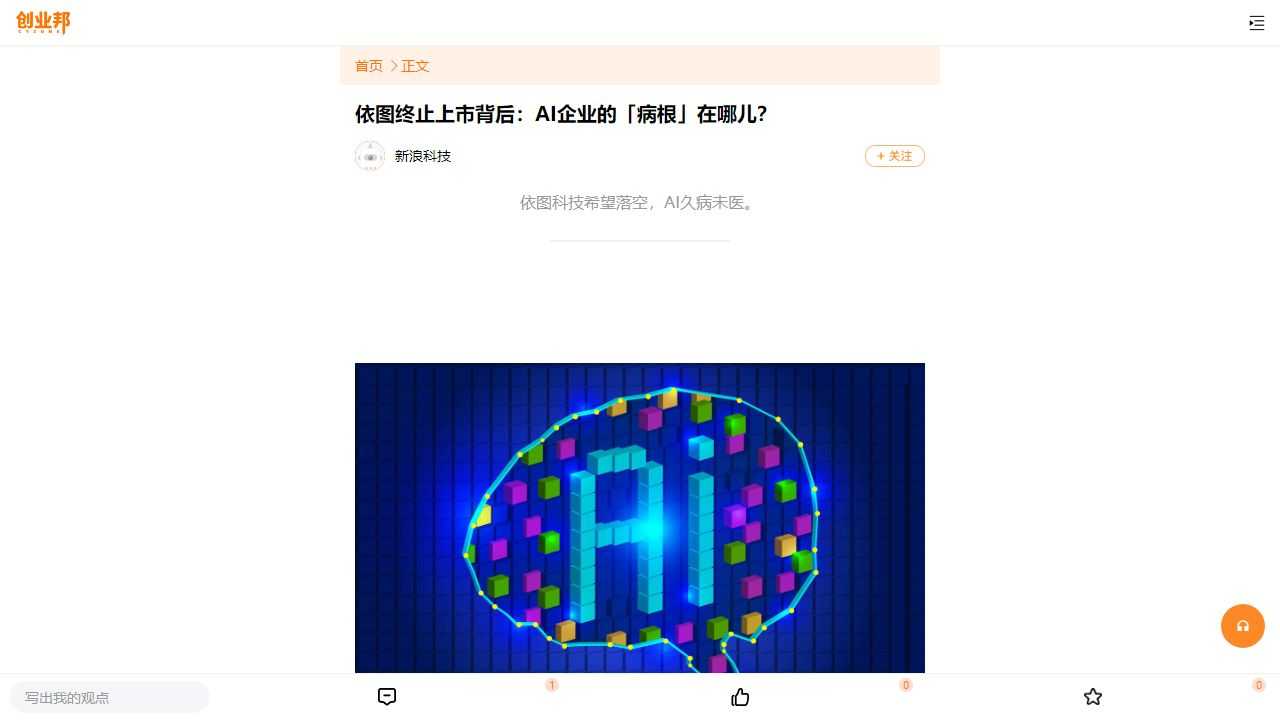 创业邦
CYZONE
首页 正文
依图终止上市背后：AI企业的「病根」在哪儿？
新浪科技
+ 关注
依图科技希望落空，AI久病未医。
Ai
写出我的观点
1
0
0